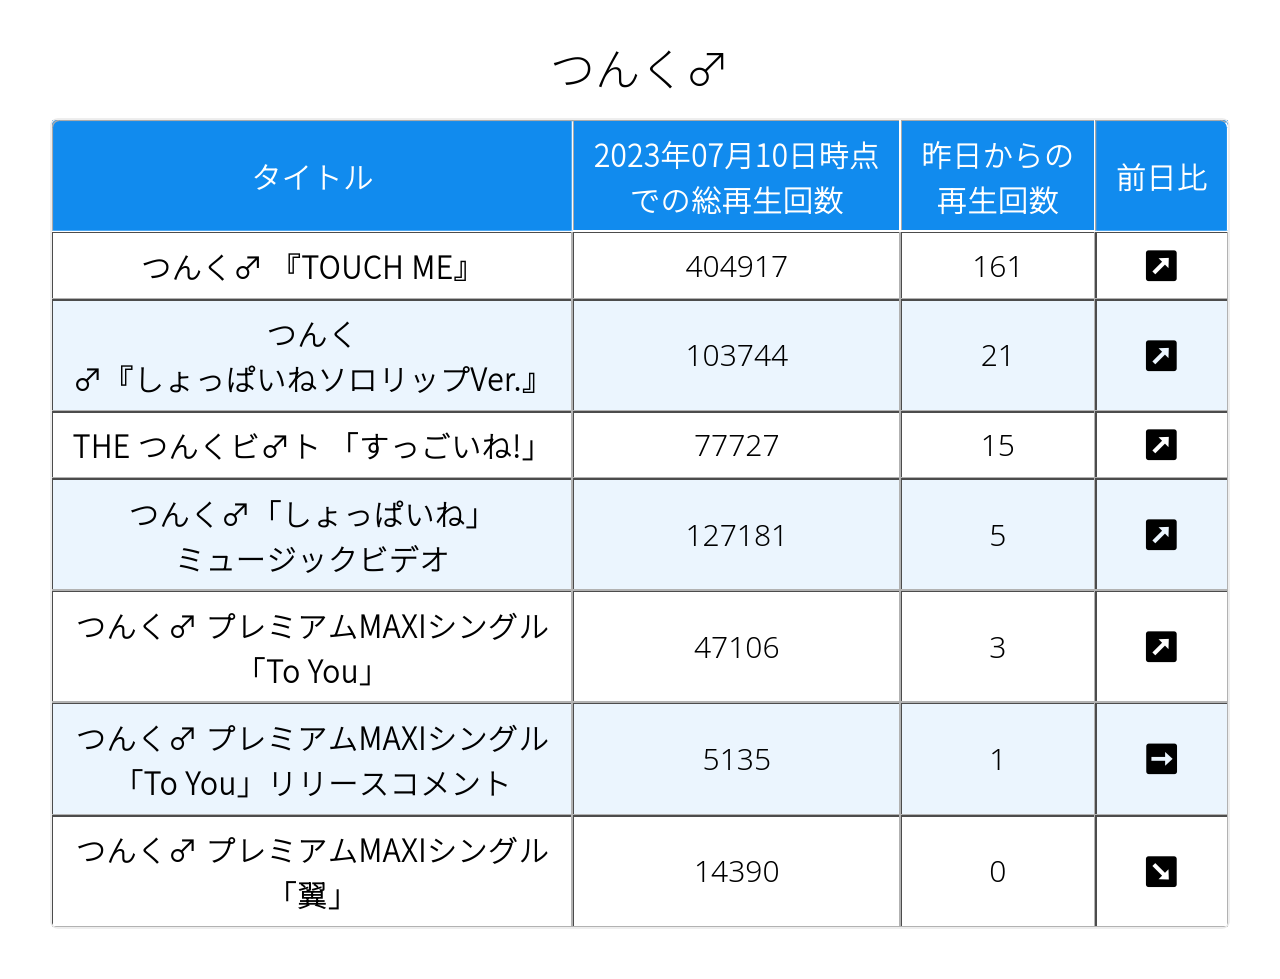 つんく♂
タイトル
2023年07月10日時点
での総再生回数
昨日からの
再生回数
前日比
つんく♂ 『TOUCH ME』
404917
161
↗
つんく
♂『しょっぱいねソロリップVer.』
103744
21
↗
THE つんくビ♂ト 「すっごいね!」
77727
15
↗
つんく♂「しょっぱいね」
ミュージックビデオ
127181
5
↗
つんく♂ プレミアムMAXIシングル
「To You」
47106
3
↗
つんく♂ プレミアムMAXIシングル
「To You」リリースコメント
5135
1
➡
つんく♂ プレミアムMAXIシングル
「翼」
14390
0
↘